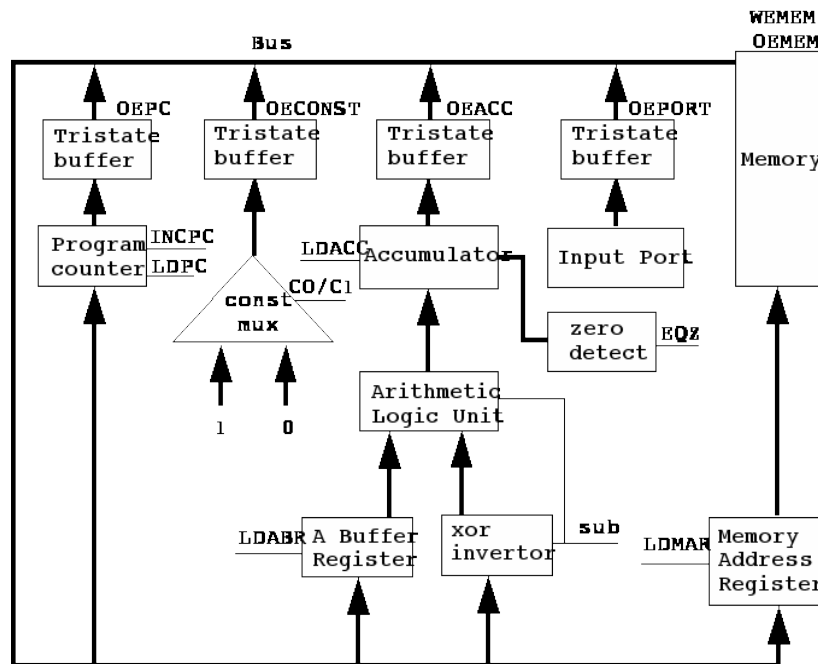 WEMEM
OEMEM
Bus
OEPC
OECONST
OEACC
OEPORT
Tristate
buffer
Tristate
buffer
Tristate
buffer
Tristate
buffer
Memory
Program
counter
INCPC
LDPC
LDACC
Accumulator
Input Port
const
mux
CO/C1
zero
detect
EQZ
Arithmetic
Logic Unit
1
0
LDABR
A Buffer
Register
xor
invertor
sub
LDMAR
Memory
Address
Register